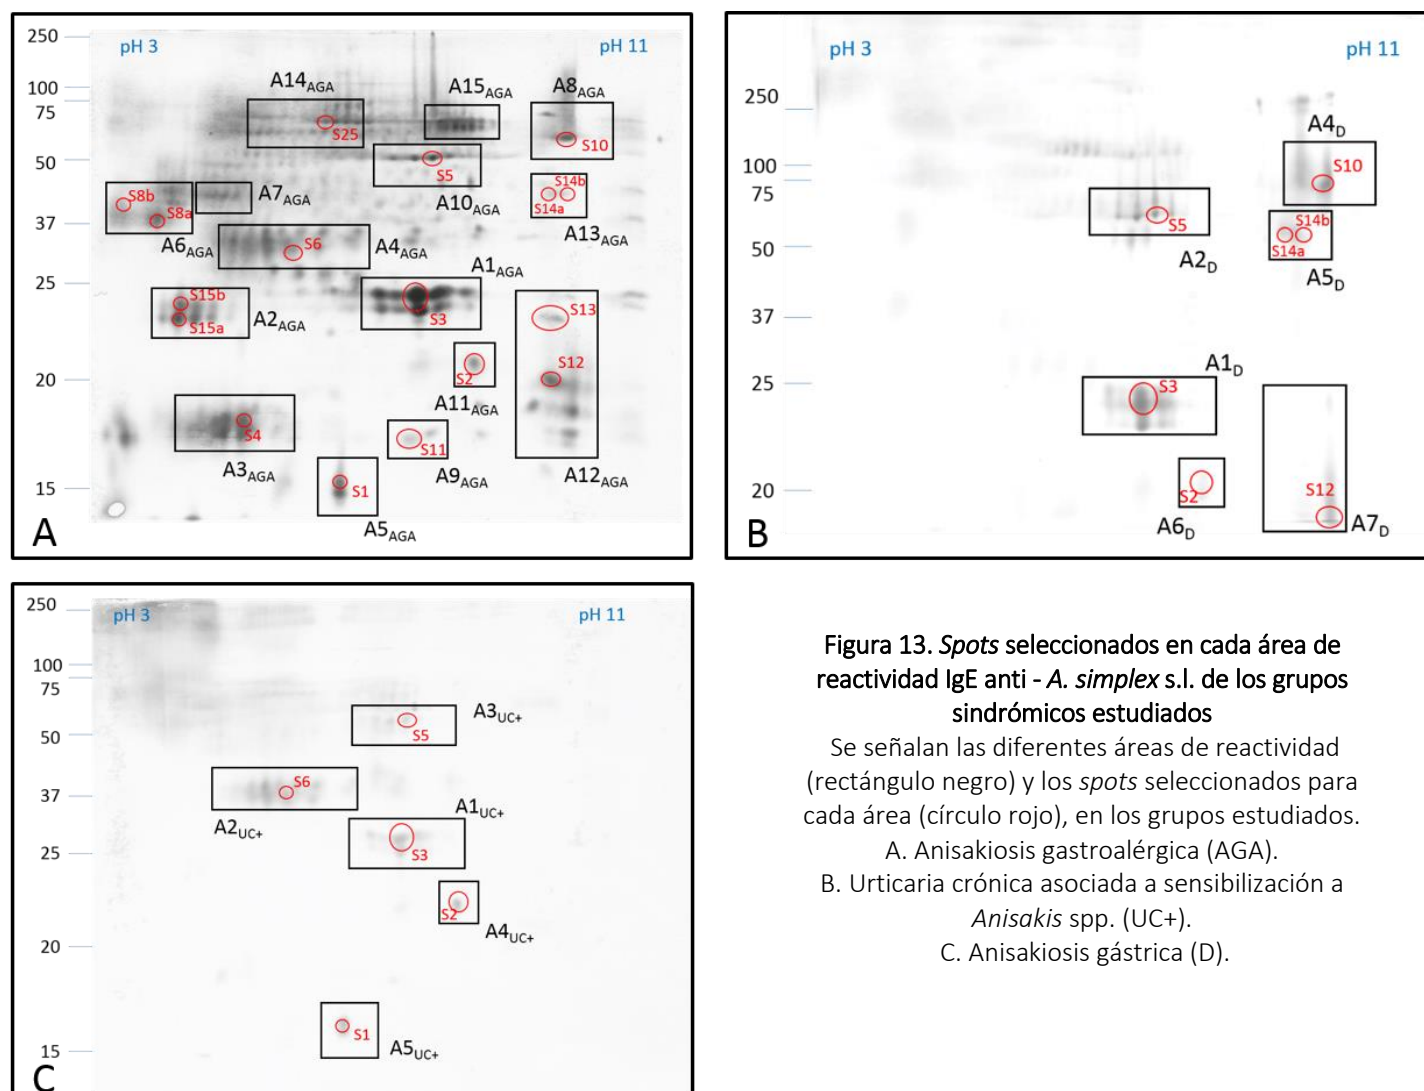 250
100
75
50
37
25
20
15
pH 3
pH 11
A14AGA
A15AGA
A8AGA
S25
S10
S5
S8b
S8a
A7AGA
A10AGA
S14b
S14a
A13AGA
A6AGA
S6
A4AGA
A1AGA
S15b
S15a
A2AGA
S3
S13
S2
S12
A11AGA
S4
A3AGA
S11
A9AGA
A12AGA
S1
A5AGA
A
250
100
75
50
37
25
20
pH 3
pH 11
A4D
S10
S5
A2D
S14b
S14a
A5D
A1D
S3
S2
A6D
S12
A7D
B
250
100
75
50
37
25
20
15
pH 3
pH 11
A3UC+
S5
S6
A2UC+
A1UC+
S3
S2
A4UC+
S1
A5UC+
C
Figura 13. Spots seleccionados en cada área de
reactividad IgE anti - A. simplex s.l. de los grupos
sindrómicos estudiados
Se señalan las diferentes áreas de reactividad
(rectángulo negro) y los spots seleccionados para
cada área (círculo rojo), en los grupos estudiados.
A. Anisakiosis gastroalérgica (AGA).
B. Urticaria crónica asociada a sensibilización a
Anisakis spp. (UC+).
C. Anisakiosis gástrica (D).